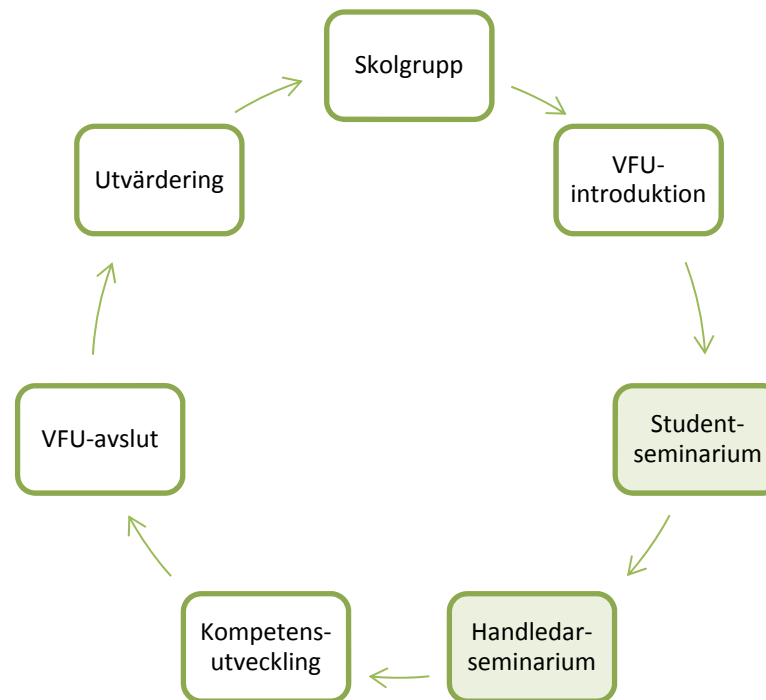 Skolgrupp
VFU-
introduktion
Student-
seminarium
Handledar-
seminarium
Kompetens-
utveckling
VFU-avslut
Utvärdering